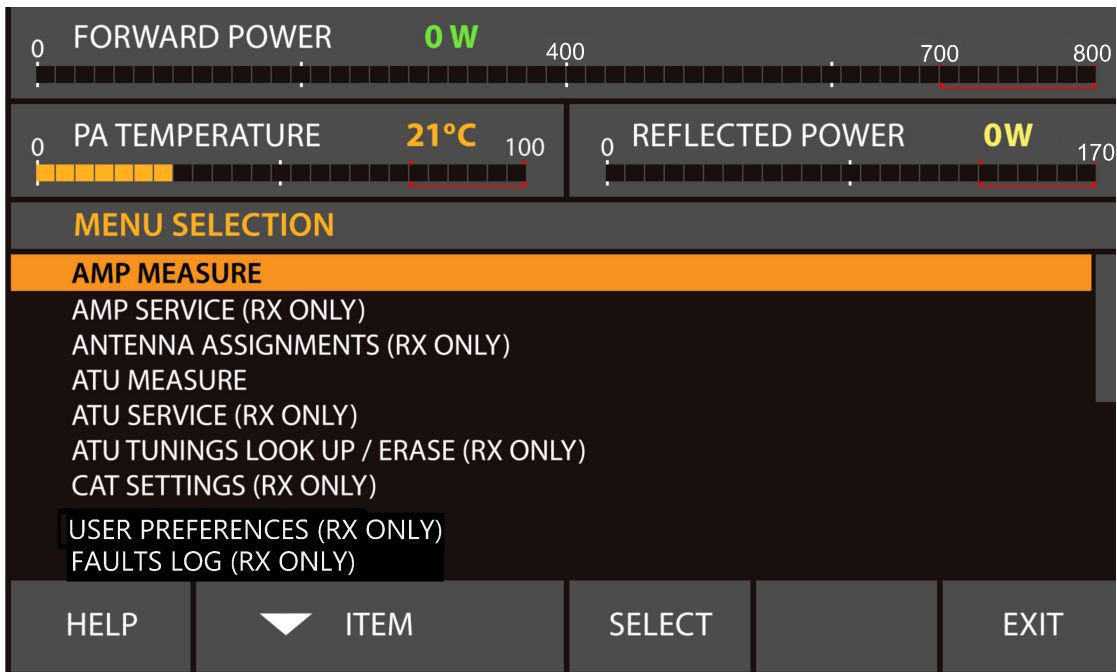 FORWARD POWER 0 W
0 400 700 800
PA TEMPERATURE 21°C
0 100
REFLECTED POWER 0W
0 170
MENU SELECTION
AMP MEASURE
AMP SERVICE (RX ONLY)
ANTENNA ASSIGNMENTS (RX ONLY)
ATU MEASURE
ATU SERVICE (RX ONLY)
ATU TUNINGS LOOK UP / ERASE (RX ONLY)
CAT SETTINGS (RX ONLY)
USER PREFERENCES (RX ONLY)
FAULTS LOG (RX ONLY)
HELP ITEM SELECT EXIT